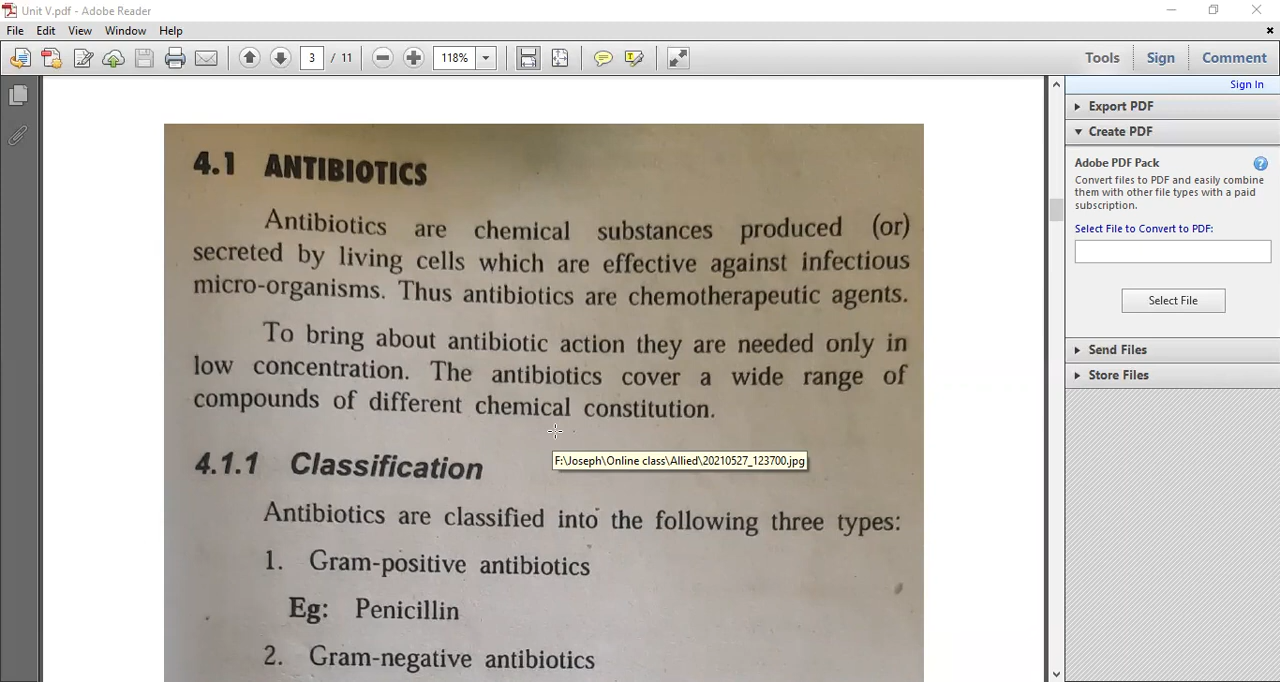 Unit V.pdf - Adobe Reader
File Edit View Window Help
3 / 11 118% Tools Sign Comment
Sign In
Export PDF
Create PDF
Adobe PDF Pack
Convert files to PDF and easily combine
them with other file types with a paid
subscription.
Select File to Convert to PDF:
Select File
Send Files
Store Files
4.1 ANTIBIOTICS
Antibiotics are chemical substances produced (or)
secreted by living cells which are effective against infectious
micro-organisms. Thus antibiotics are chemotherapeutic agents.
To bring about antibiotic action they are needed only in
low concentration. The antibiotics cover a wide range of
compounds of different chemical constitution.
F:\Joseph\Online class\Allied\20210527_123700.jpg
4.1.1 Classification
Antibiotics are classified into the following three types:
1. Gram-positive antibiotics
Eg: Penicillin
2. Gram-negative antibiotics